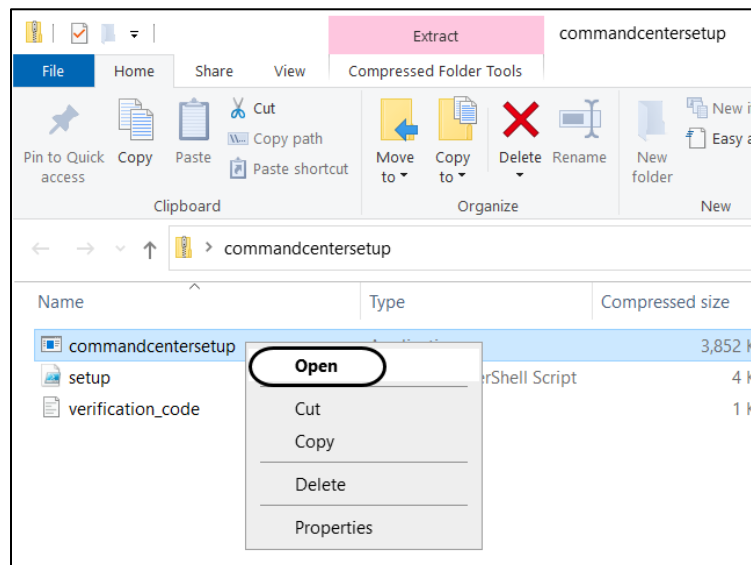 Extract commandcentersetup
File Home Share View Compressed Folder Tools
Cut
Copy path
Paste shortcut
Pin to Quick access
Copy
Paste
Move to
Copy to
Delete
Rename
New folder
New
Easy
Clipboard Organize New
commandcentersetup
Name Type Compressed size
commandcentersetup 3,852
setup Script 4
verification_code 1
Open
Cut
Copy
Delete
Properties